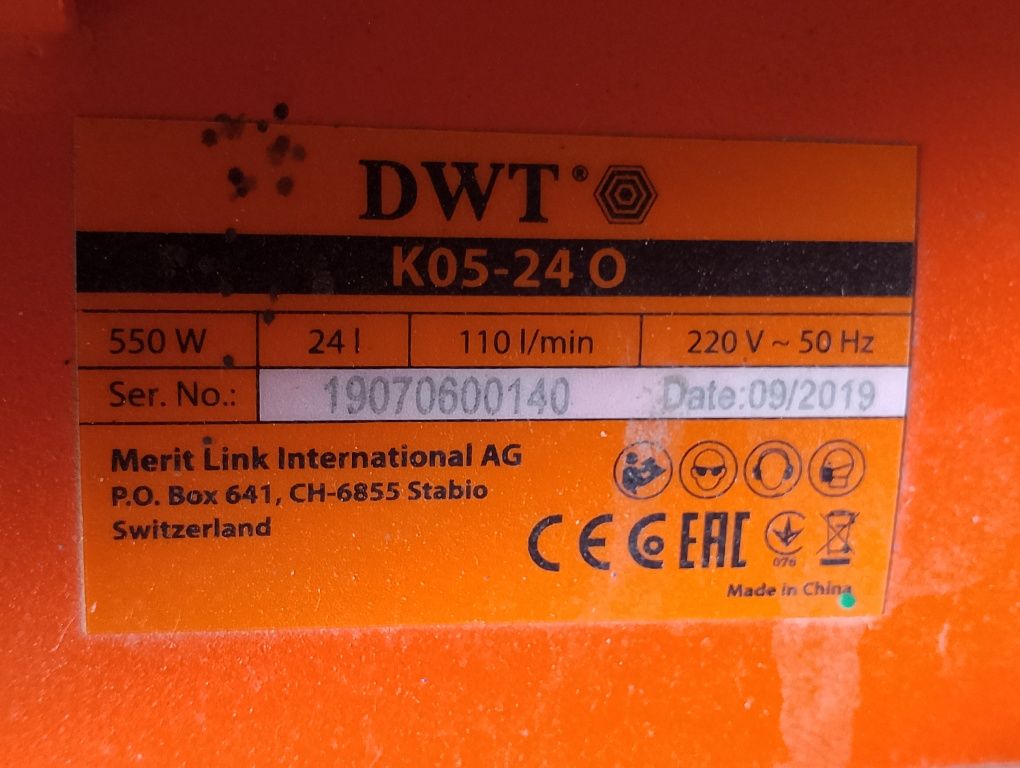 DWT®
K05-24 O
550 W 24 l 110 l/min 220 V ~ 50 Hz
Ser. No.: 19070600140 Date:09/2019
Merit Link International AG
P.O. Box 641, CH-6855 Stabio
Switzerland
CE EAC
076
Made in China